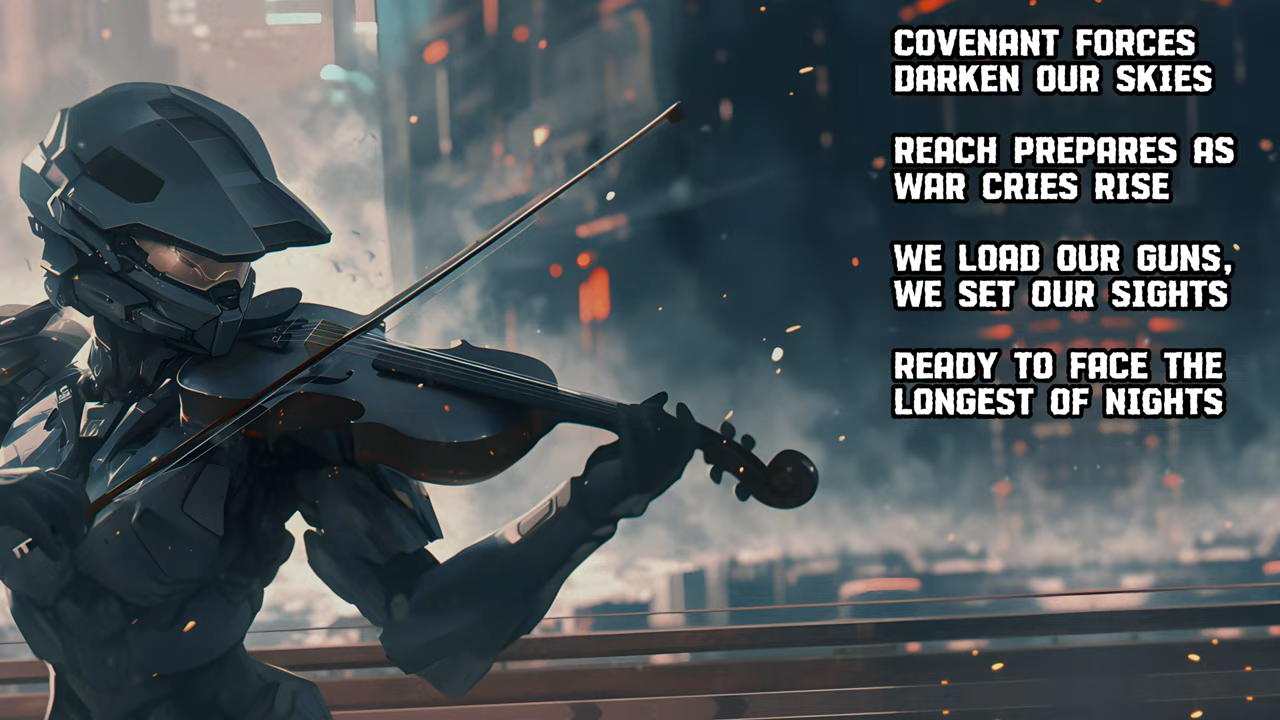 COVENANT FORCES
DARKEN OUR SKIES
REACH PREPARES AS
WAR CRIES RISE
WE LOAD OUR GUNS,
WE SET OUR SIGHTS
READY TO FACE THE
LONGEST OF NIGHTS